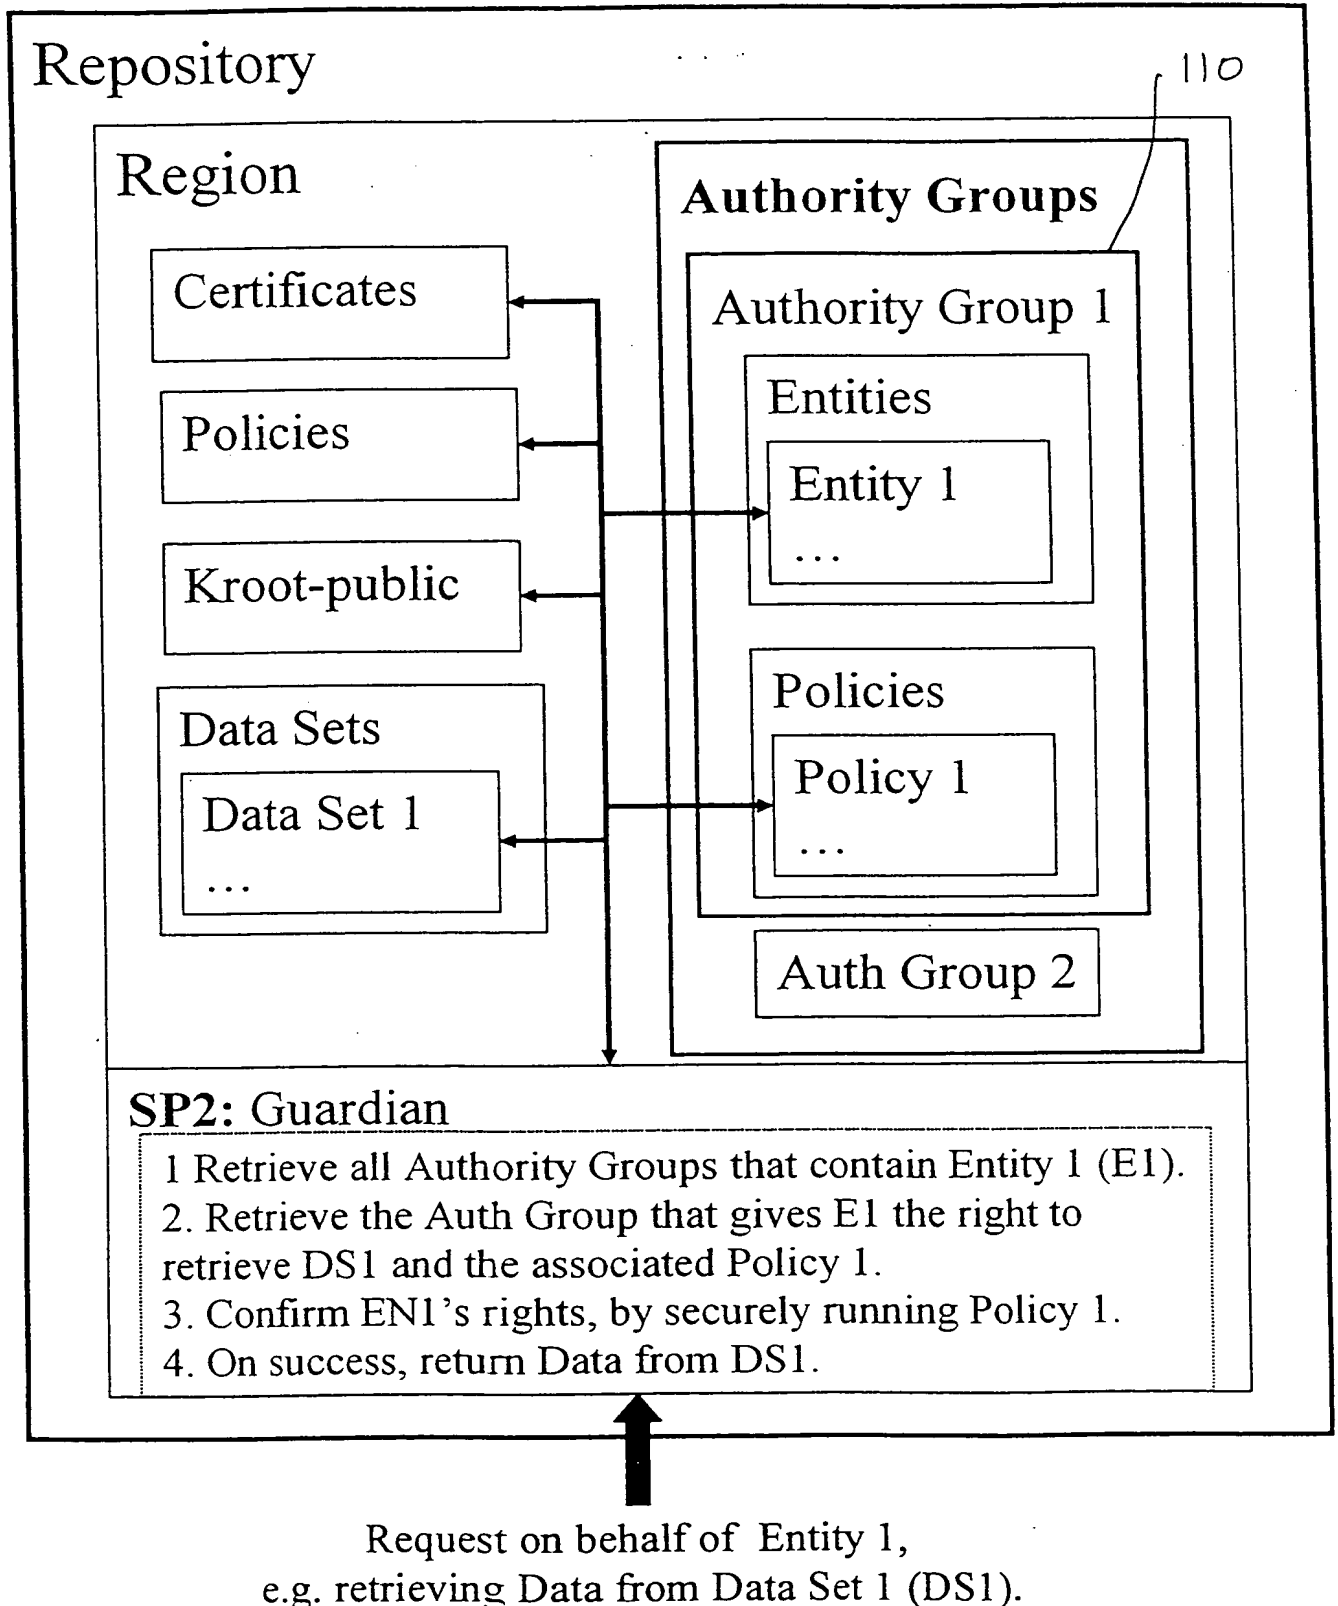 Repository
110
Region
Authority Groups
Certificates
Authority Group 1
Policies
Entities
Entity 1
...
Kroot-public
Data Sets
Data Set 1
...
Policies
Policy 1
...
Auth Group 2
SP2: Guardian
1 Retrieve all Authority Groups that contain Entity 1 (E1).
2. Retrieve the Auth Group that gives E1 the right to
retrieve DS1 and the associated Policy 1.
3. Confirm EN1's rights, by securely running Policy 1.
4. On success, return Data from DS1.
Request on behalf of Entity 1,
e.g. retrieving Data from Data Set 1 (DS1).